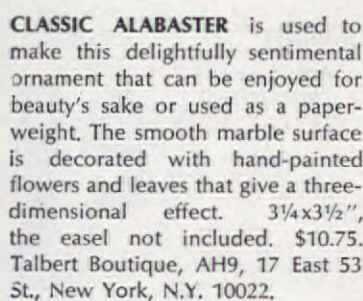 CLASSIC ALABASTER is used to
make this delightfully sentimental
ornament that can be enjoyed for
beauty's sake or used as a paper-
weight. The smooth marble surface
is decorated with hand-painted
flowers and leaves that give a three-
dimensional effect. 3¼x3½",
the easel not included. $10.75.
Talbert Boutique, AH9, 17 East 53
St., New York, N.Y. 10022.